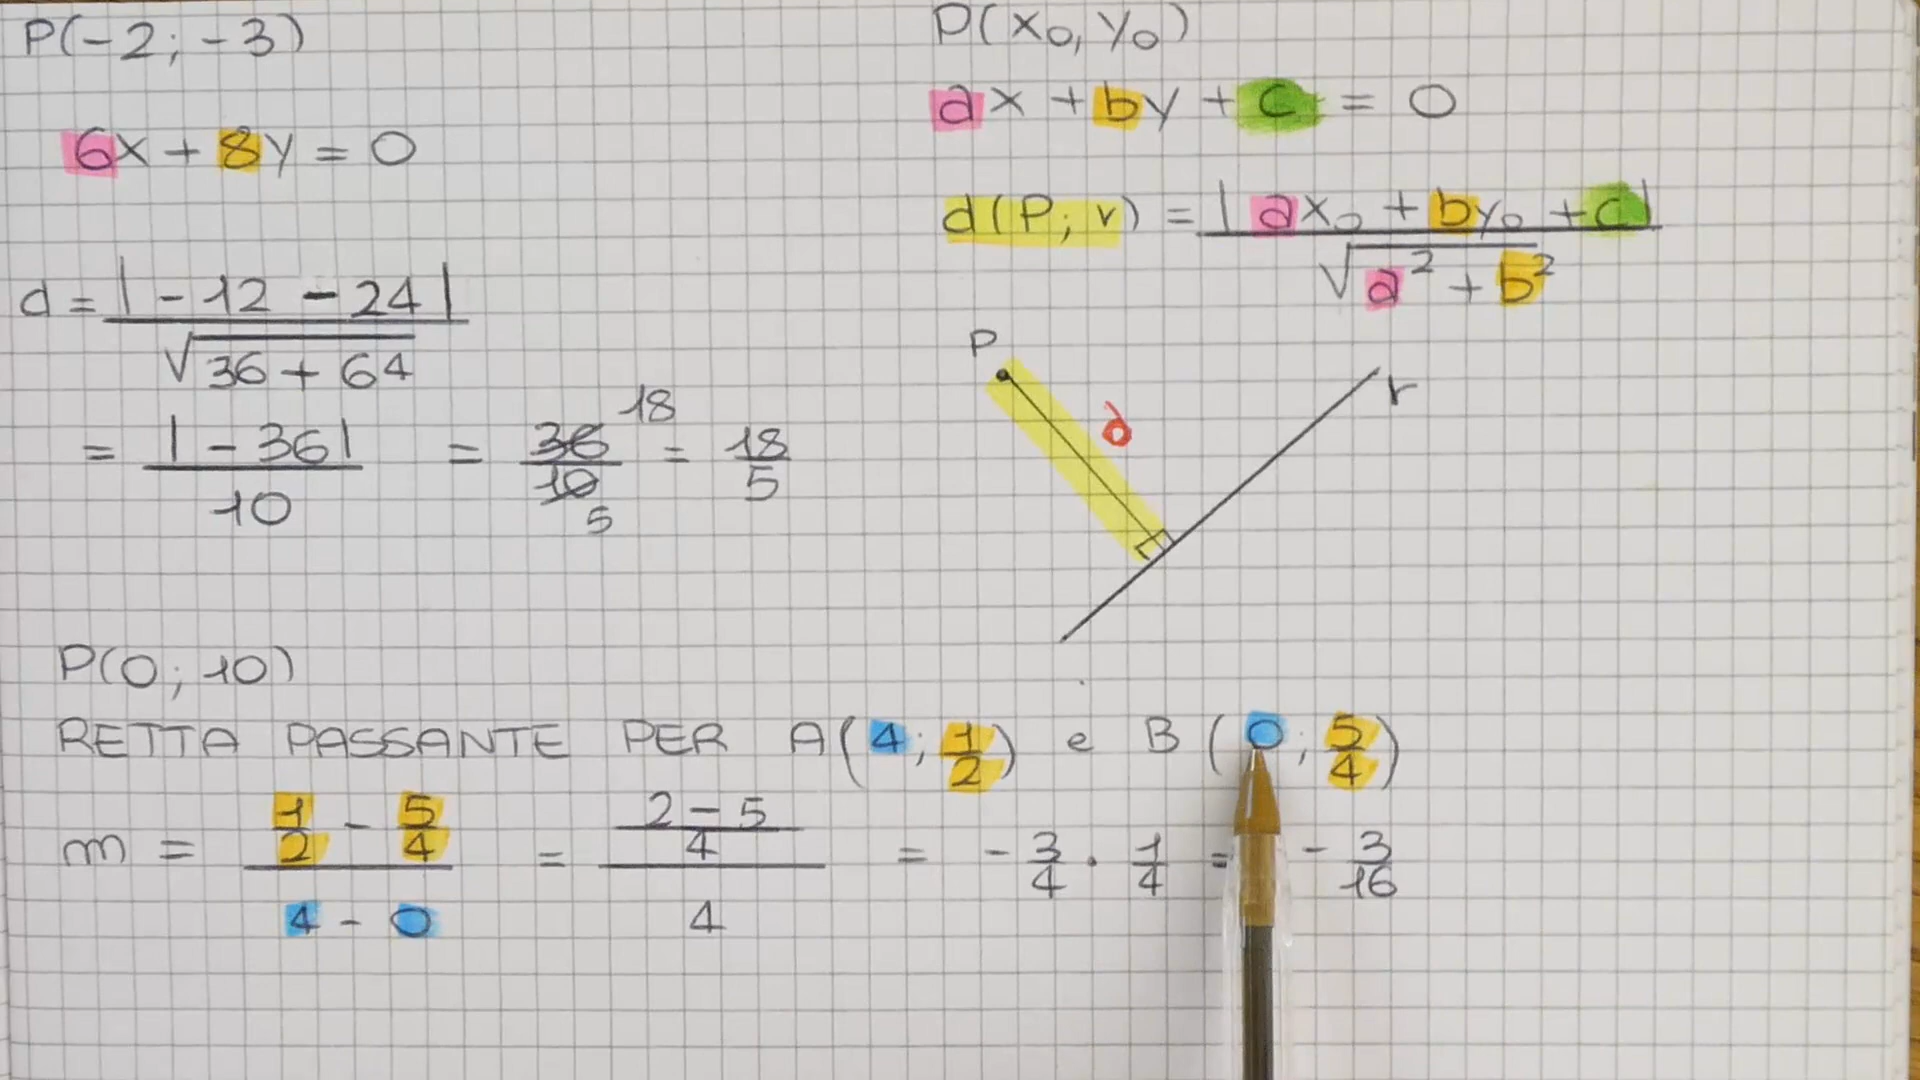 P(-2; -3)
6x + 8y = 0
d = |-12 - 24| / √(36 + 64)
= |-36| / 10 = 36/10 18 5 = 18/5
P(x₀, y₀)
ax + by + c = 0
d(P; r) = |ax₀ + by₀ + c| / √(a² + b²)
P
d
r
P(0; 10)
RETTA PASSANTE PER A(4; 1/2) e B(0; 5/4)
m = (1/2 - 5/4) / (4 - 0) = ((2 - 5)/4) / 4 = -3/4 · 1/4 = -3/16